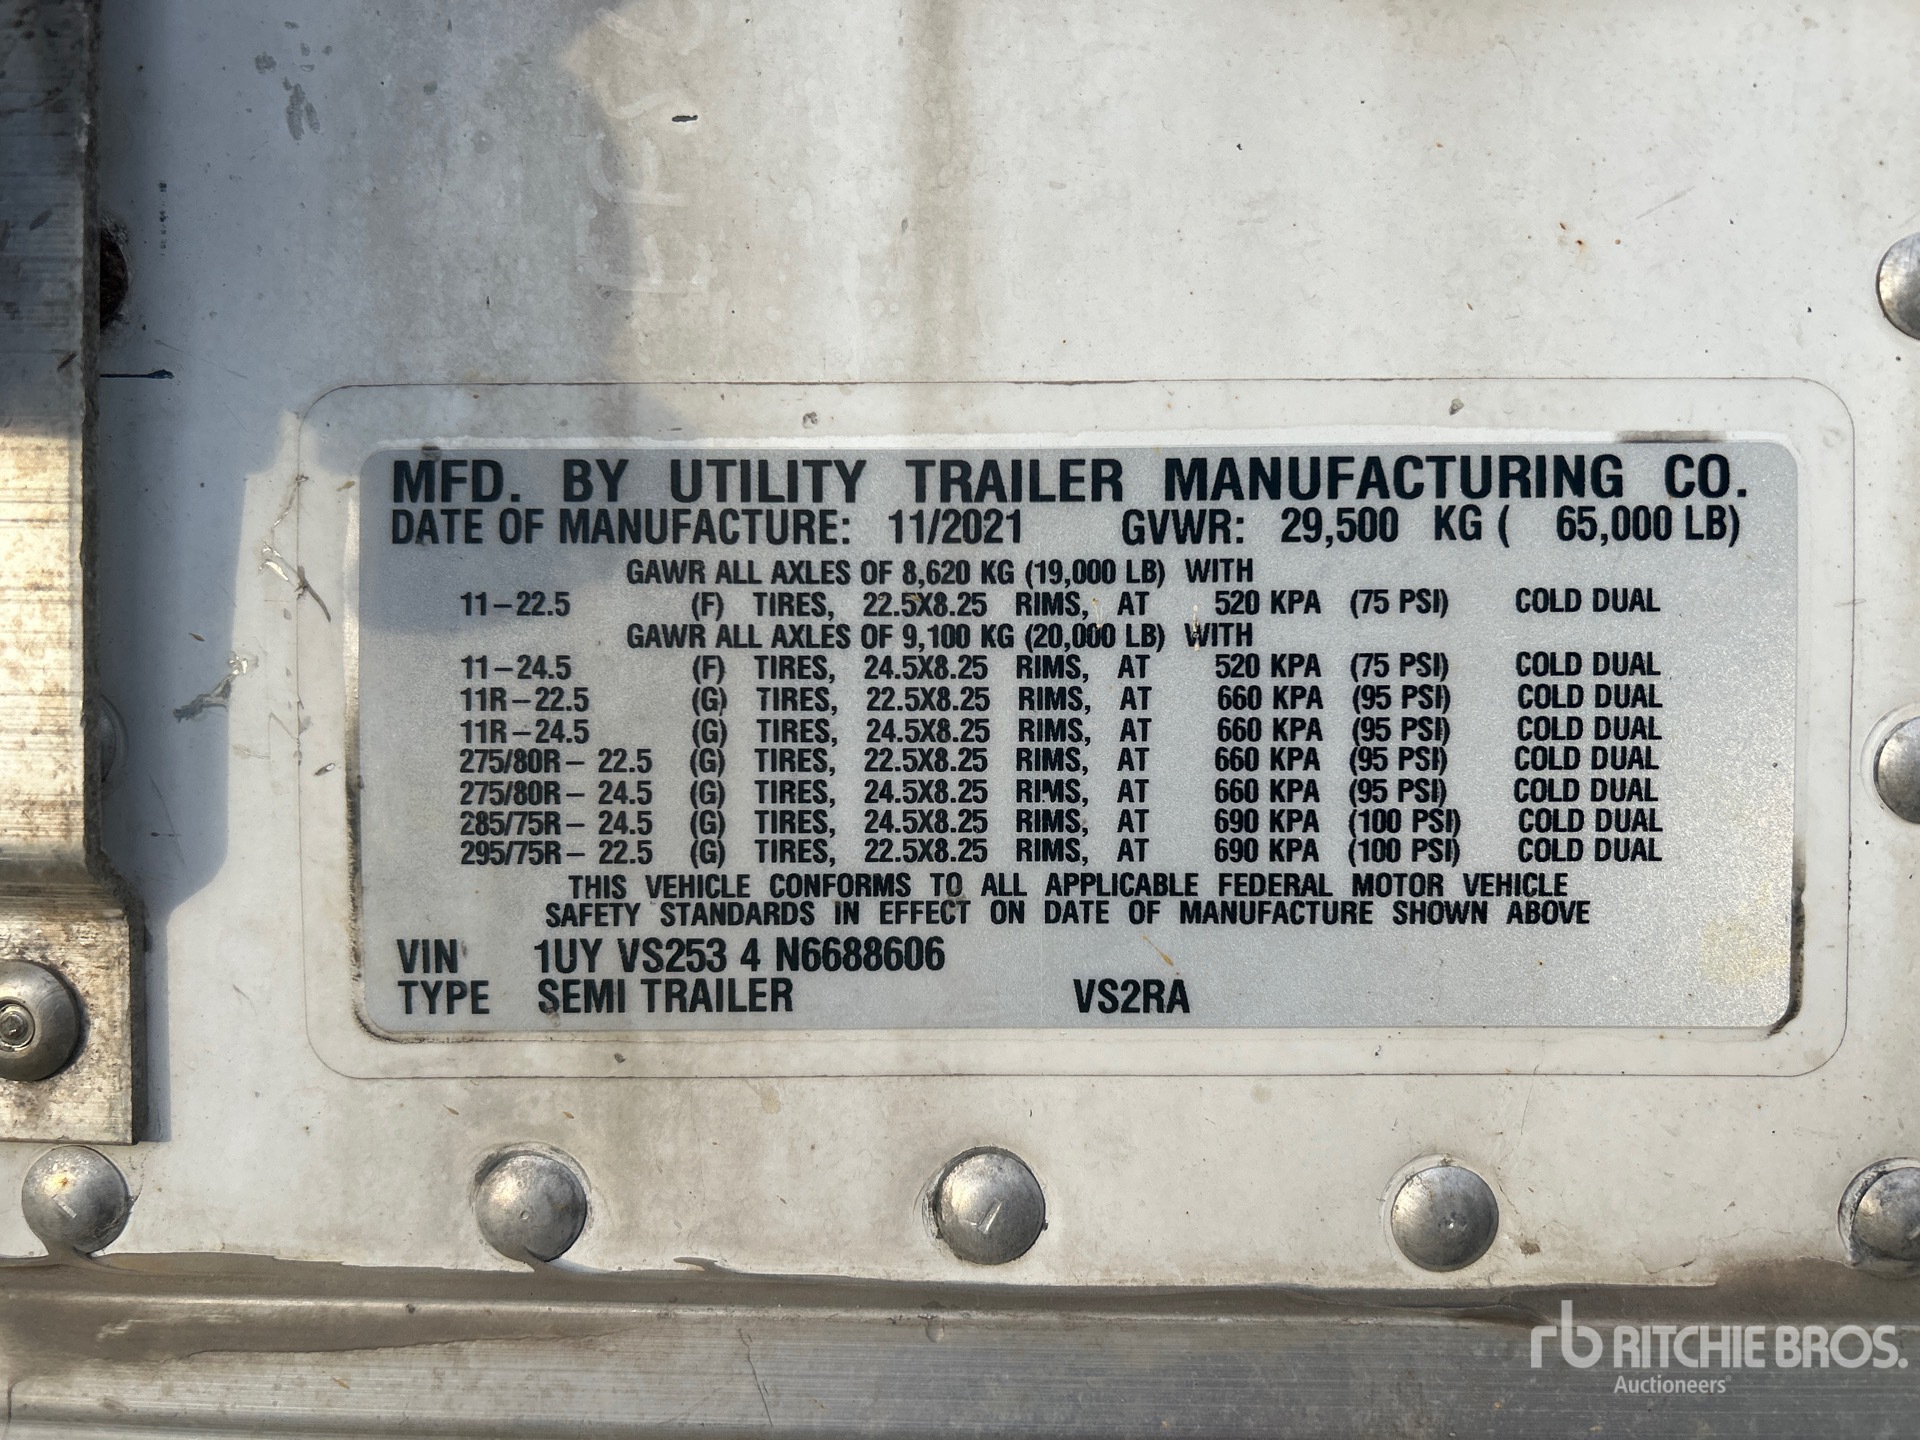 MFD. BY UTILITY TRAILER MANUFACTURING CO.
DATE OF MANUFACTURE: 11/2021 GVWR: 29,500 KG ( 65,000 LB)
GAWR ALL AXLES OF 8,620 KG (19,000 LB) WITH
11-22.5 (F) TIRES, 22.5X8.25 RIMS, AT 520 KPA (75 PSI) COLD DUAL
GAWR ALL AXLES OF 9,100 KG (20,000 LB) WITH
11-24.5 (F) TIRES, 24.5X8.25 RIMS, AT 520 KPA (75 PSI) COLD DUAL
11R-22.5 (G) TIRES, 22.5X8.25 RIMS, AT 660 KPA (95 PSI) COLD DUAL
11R-24.5 (G) TIRES, 24.5X8.25 RIMS, AT 660 KPA (95 PSI) COLD DUAL
275/80R- 22.5 (G) TIRES, 22.5X8.25 RIMS, AT 660 KPA (95 PSI) COLD DUAL
275/80R- 24.5 (G) TIRES, 24.5X8.25 RIMS, AT 660 KPA (95 PSI) COLD DUAL
285/75R- 24.5 (G) TIRES, 24.5X8.25 RIMS, AT 690 KPA (100 PSI) COLD DUAL
295/75R- 22.5 (G) TIRES, 22.5X8.25 RIMS, AT 690 KPA (100 PSI) COLD DUAL
THIS VEHICLE CONFORMS TO ALL APPLICABLE FEDERAL MOTOR VEHICLE
SAFETY STANDARDS IN EFFECT ON DATE OF MANUFACTURE SHOWN ABOVE
VIN 1UY VS253 4 N6688606
TYPE SEMI TRAILER VS2RA
rb RITCHIE BROS.
Auctioneers